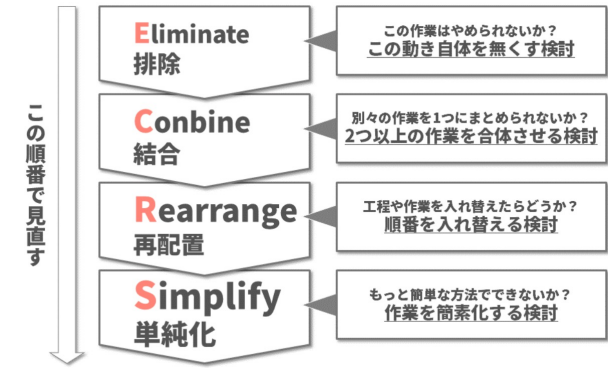 この順番で見直す
Eliminate
排除
この作業はやめられないか？
この動き自体を無くす検討
Conbine
結合
別々の作業を1つにまとめられないか？
2つ以上の作業を合体させる検討
Rearrange
再配置
工程や作業を入れ替えたらどうか？
順番を入れ替える検討
Simplify
単純化
もっと簡単な方法でできないか？
作業を簡素化する検討